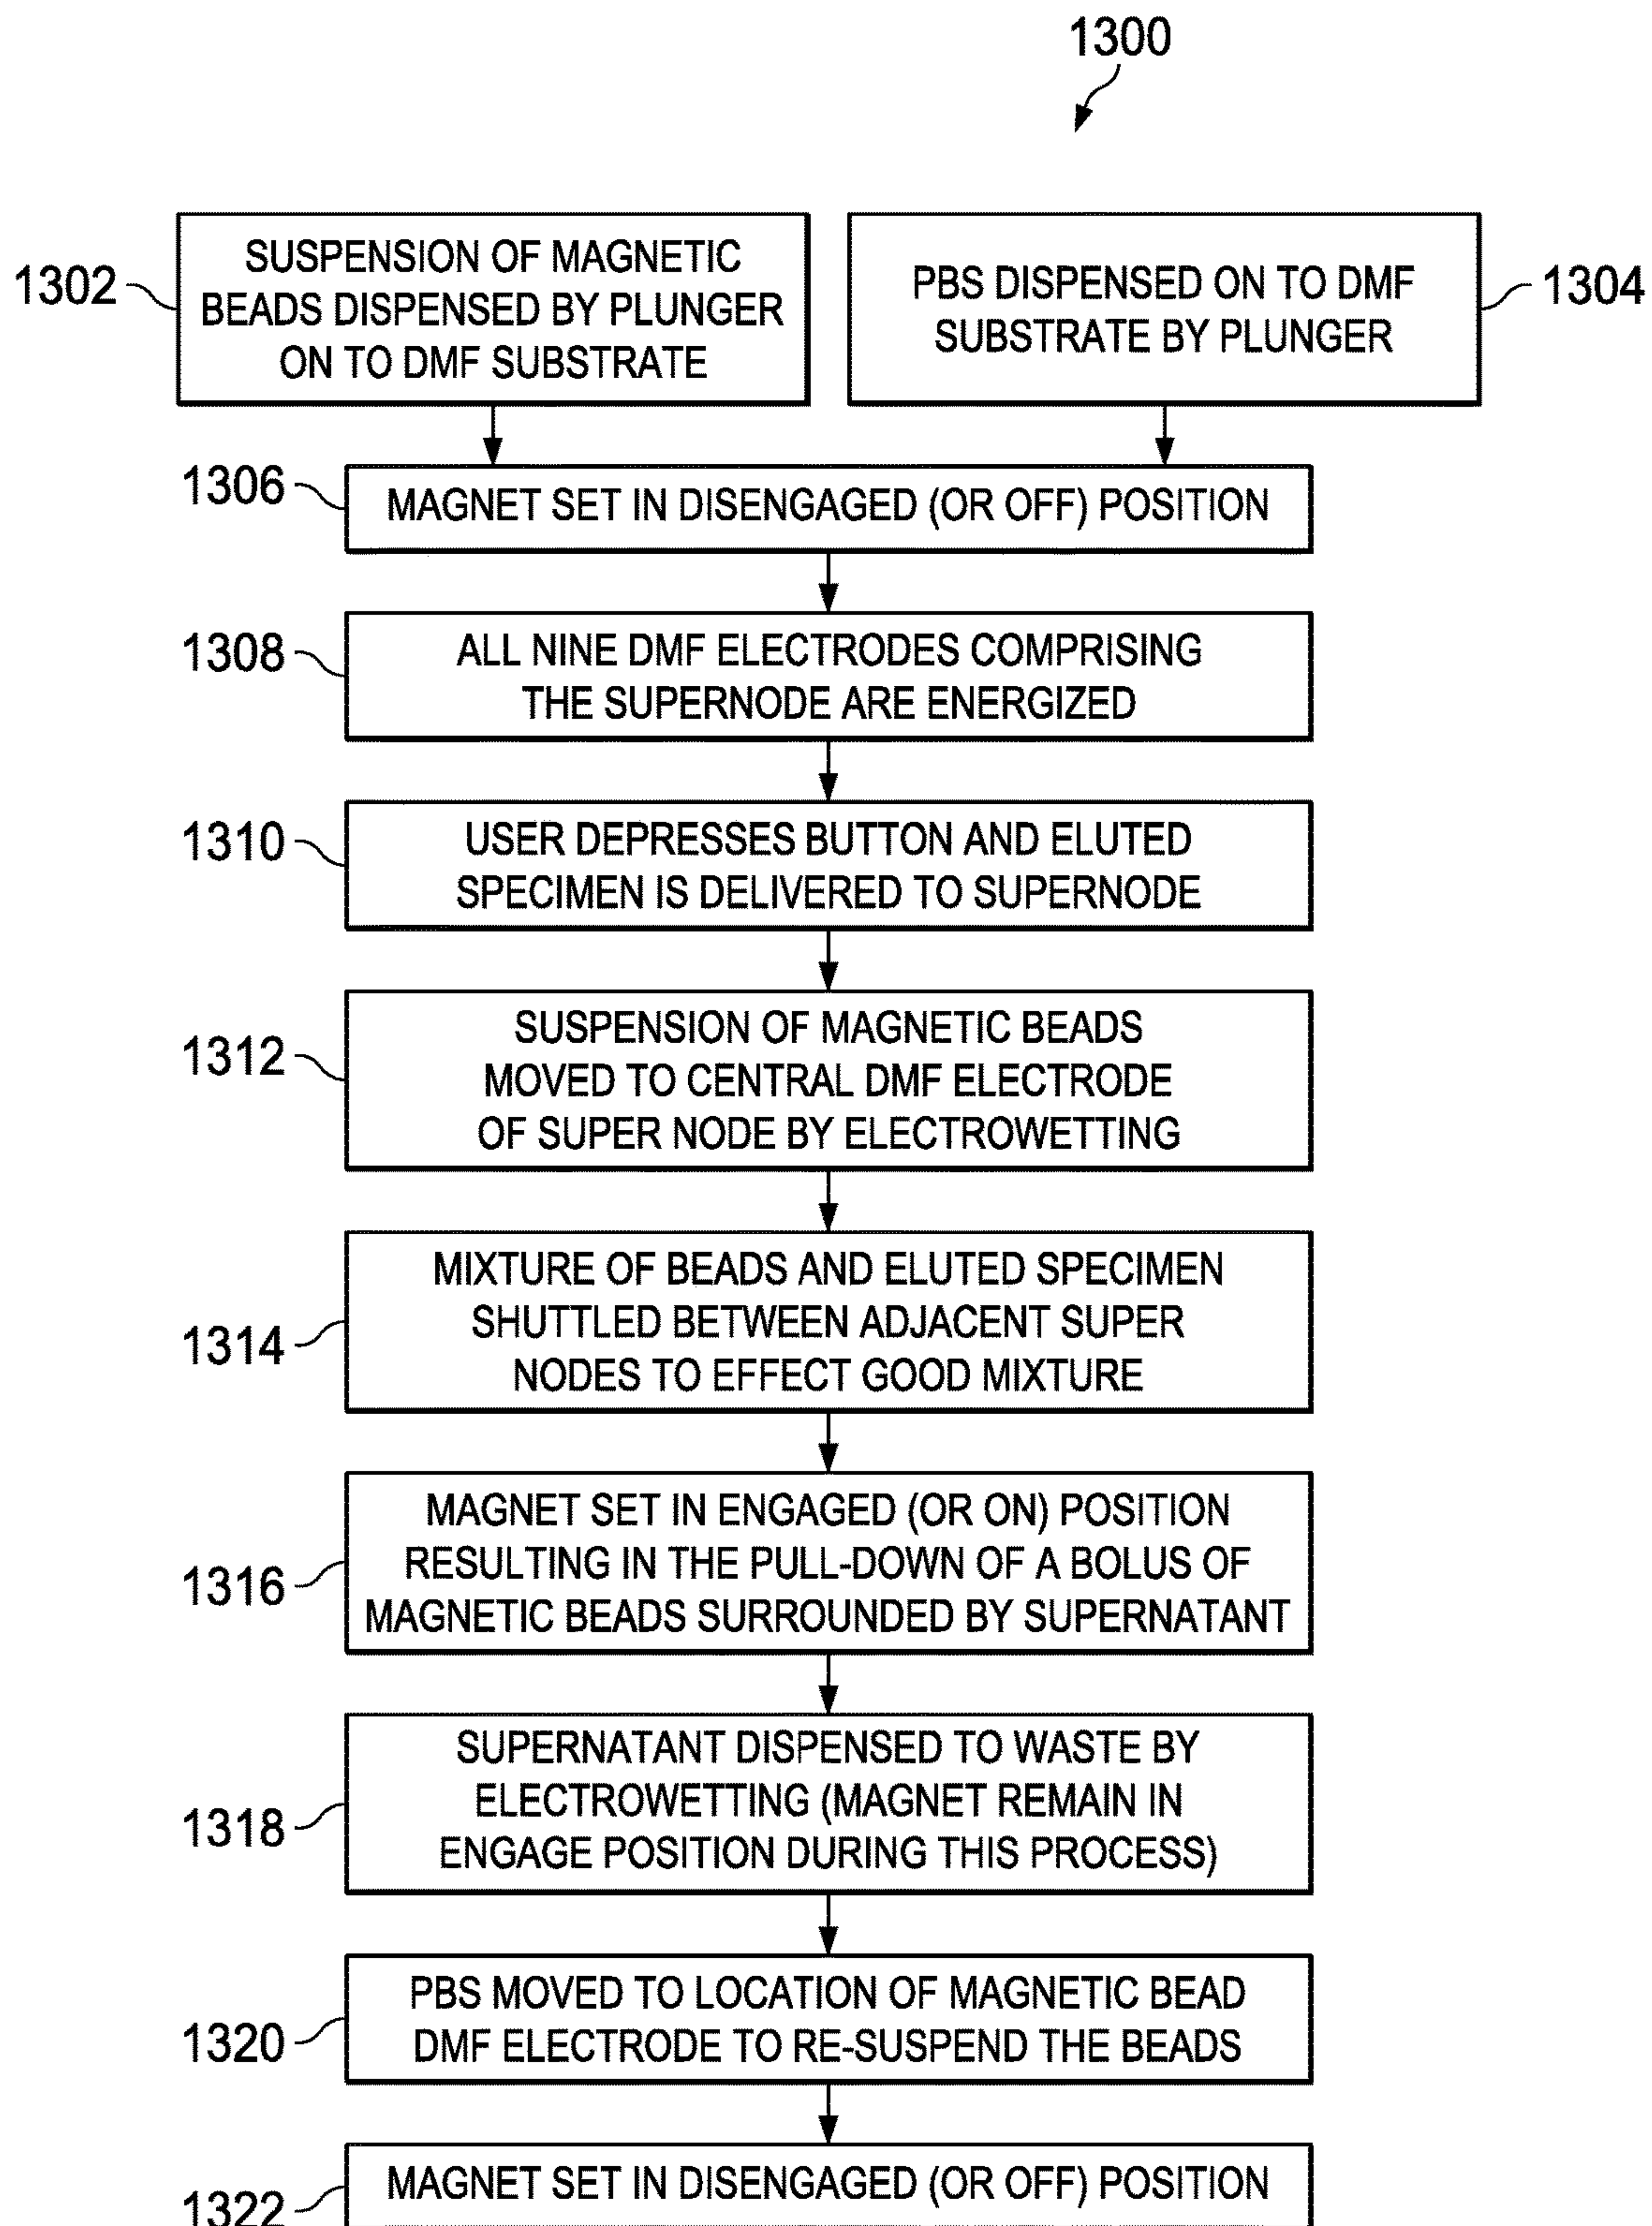 1300
1302
SUSPENSION OF MAGNETIC
BEADS DISPENSED BY PLUNGER
ON TO DMF SUBSTRATE
PBS DISPENSED ON TO DMF
SUBSTRATE BY PLUNGER
1304
1306
MAGNET SET IN DISENGAGED (OR OFF) POSITION
1308
ALL NINE DMF ELECTRODES COMPRISING
THE SUPERNODE ARE ENERGIZED
1310
USER DEPRESSES BUTTON AND ELUTED
SPECIMEN IS DELIVERED TO SUPERNODE
1312
SUSPENSION OF MAGNETIC BEADS
MOVED TO CENTRAL DMF ELECTRODE
OF SUPER NODE BY ELECTROWETTING
1314
MIXTURE OF BEADS AND ELUTED SPECIMEN
SHUTTLED BETWEEN ADJACENT SUPER
NODES TO EFFECT GOOD MIXTURE
1316
MAGNET SET IN ENGAGED (OR ON) POSITION
RESULTING IN THE PULL-DOWN OF A BOLUS OF
MAGNETIC BEADS SURROUNDED BY SUPERNATANT
1318
SUPERNATANT DISPENSED TO WASTE BY
ELECTROWETTING (MAGNET REMAIN IN
ENGAGE POSITION DURING THIS PROCESS)
1320
PBS MOVED TO LOCATION OF MAGNETIC BEAD
DMF ELECTRODE TO RE-SUSPEND THE BEADS
1322
MAGNET SET IN DISENGAGED (OR OFF) POSITION